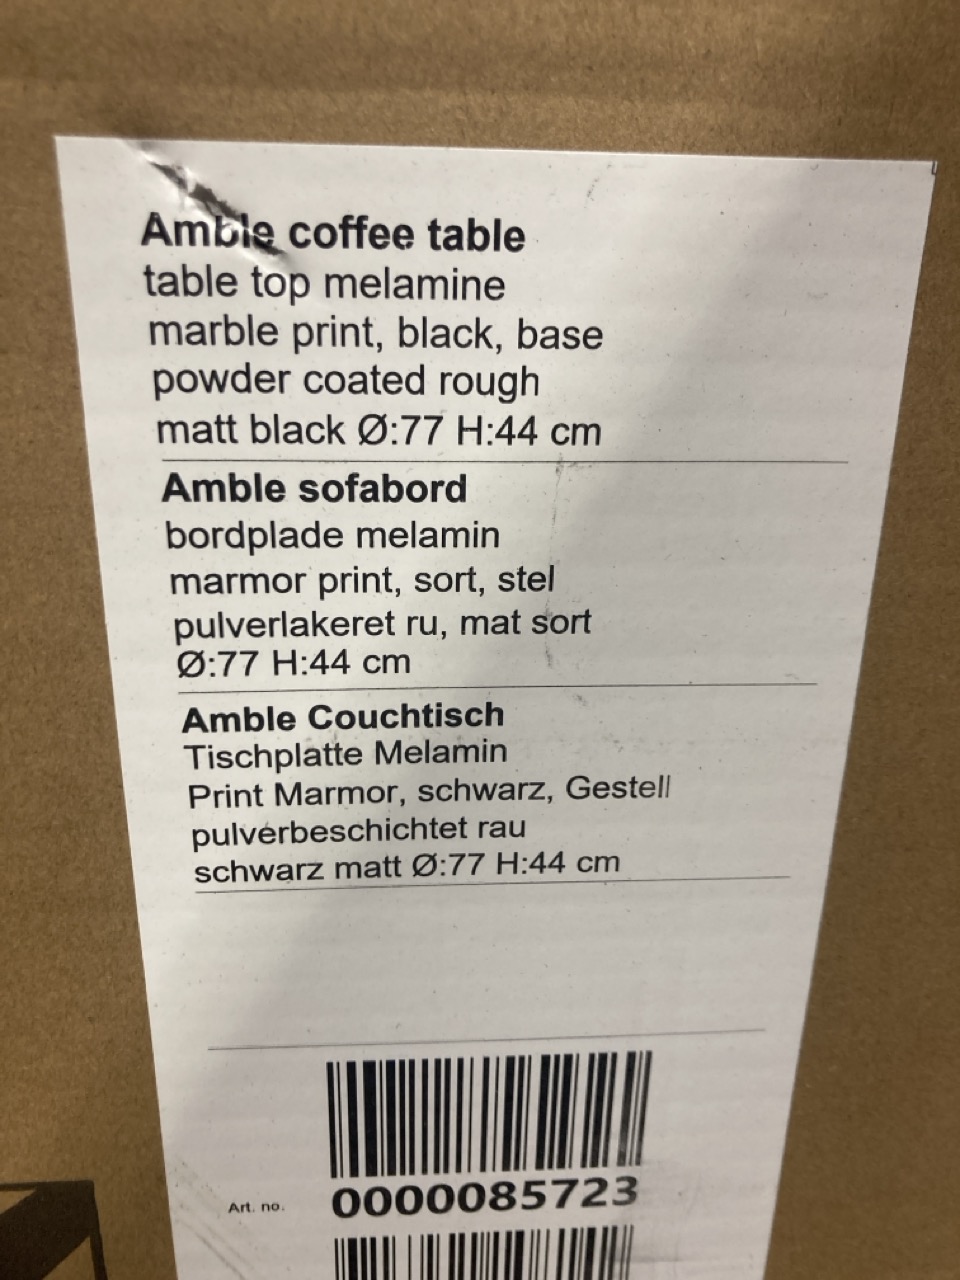 Amble coffee table
table top melamine
marble print, black, base
powder coated rough
matt black Ø:77 H:44 cm
Amble sofabord
bordplade melamin
marmor print, sort, stel
pulverlakeret ru, mat sort
Ø:77 H:44 cm
Amble Couchtisch
Tischplatte Melamin
Print Marmor, schwarz, Gestell
pulverbeschichtet rau
schwarz matt Ø:77 H:44 cm
Art. no. 0000085723